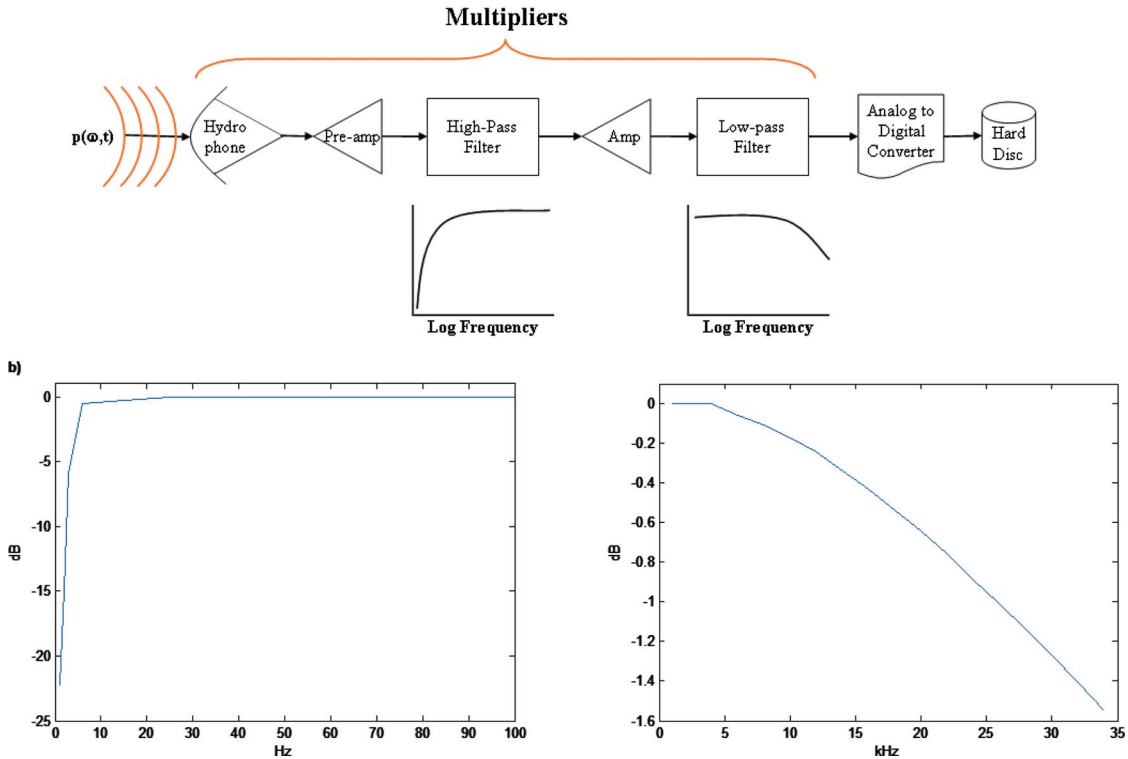 Multipliers
p(ω,t)
Hydro
phone
Pre-amp
High-Pass
Filter
Amp
Low-pass
Filter
Analog to
Digital
Converter
Hard
Disc
Log Frequency
Log Frequency
b)
0
-5
-10
-15
-20
-25
dB
0
10
20
30
40
50
60
70
80
90
100
Hz
0
-0.2
-0.4
-0.6
-0.8
-1
-1.2
-1.4
-1.6
dB
0
5
10
15
20
25
30
35
kHz